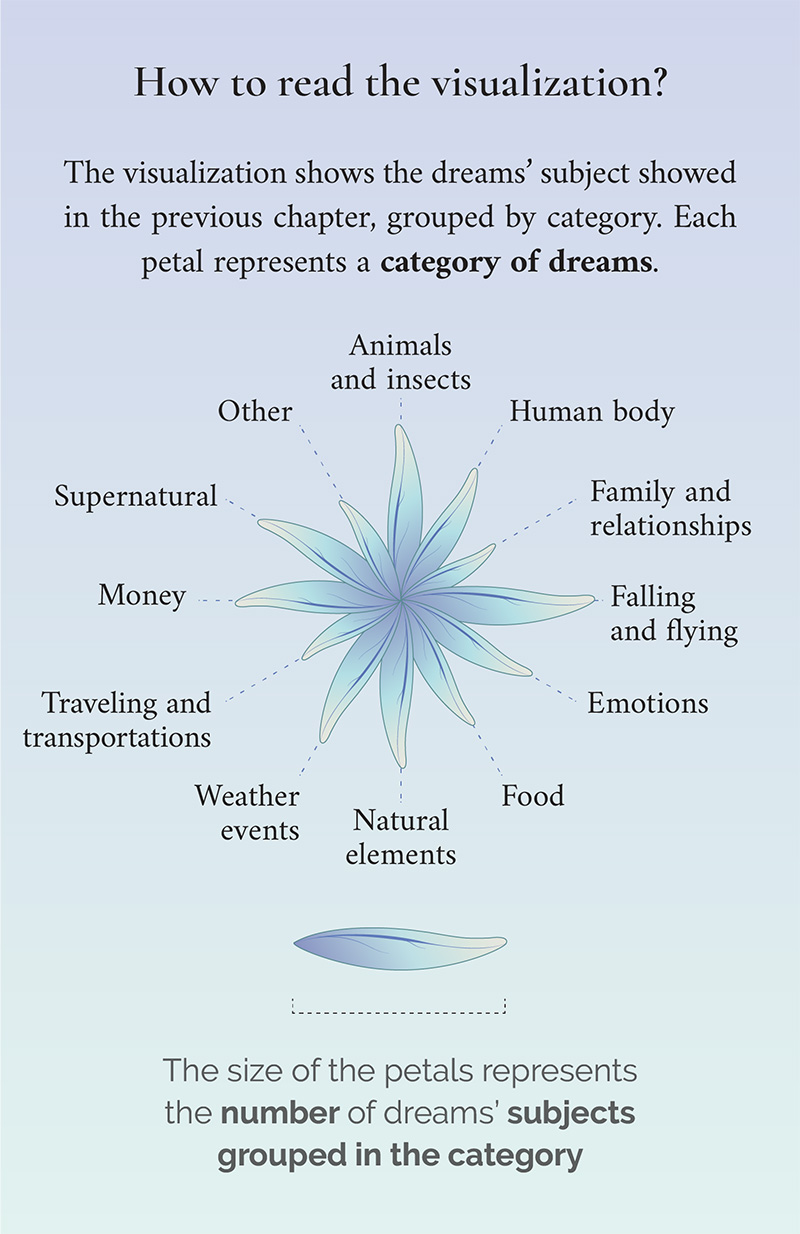 How to read the visualization?
The visualization shows the dreams’ subject showed
in the previous chapter, grouped by category. Each
petal represents a category of dreams.
Animals
and insects
Other
Human body
Supernatural
Family and
relationships
Money
Falling
and flying
Traveling and
transportations
Emotions
Weather
events
Natural
elements
Food
The size of the petals represents
the number of dreams’ subjects
grouped in the category